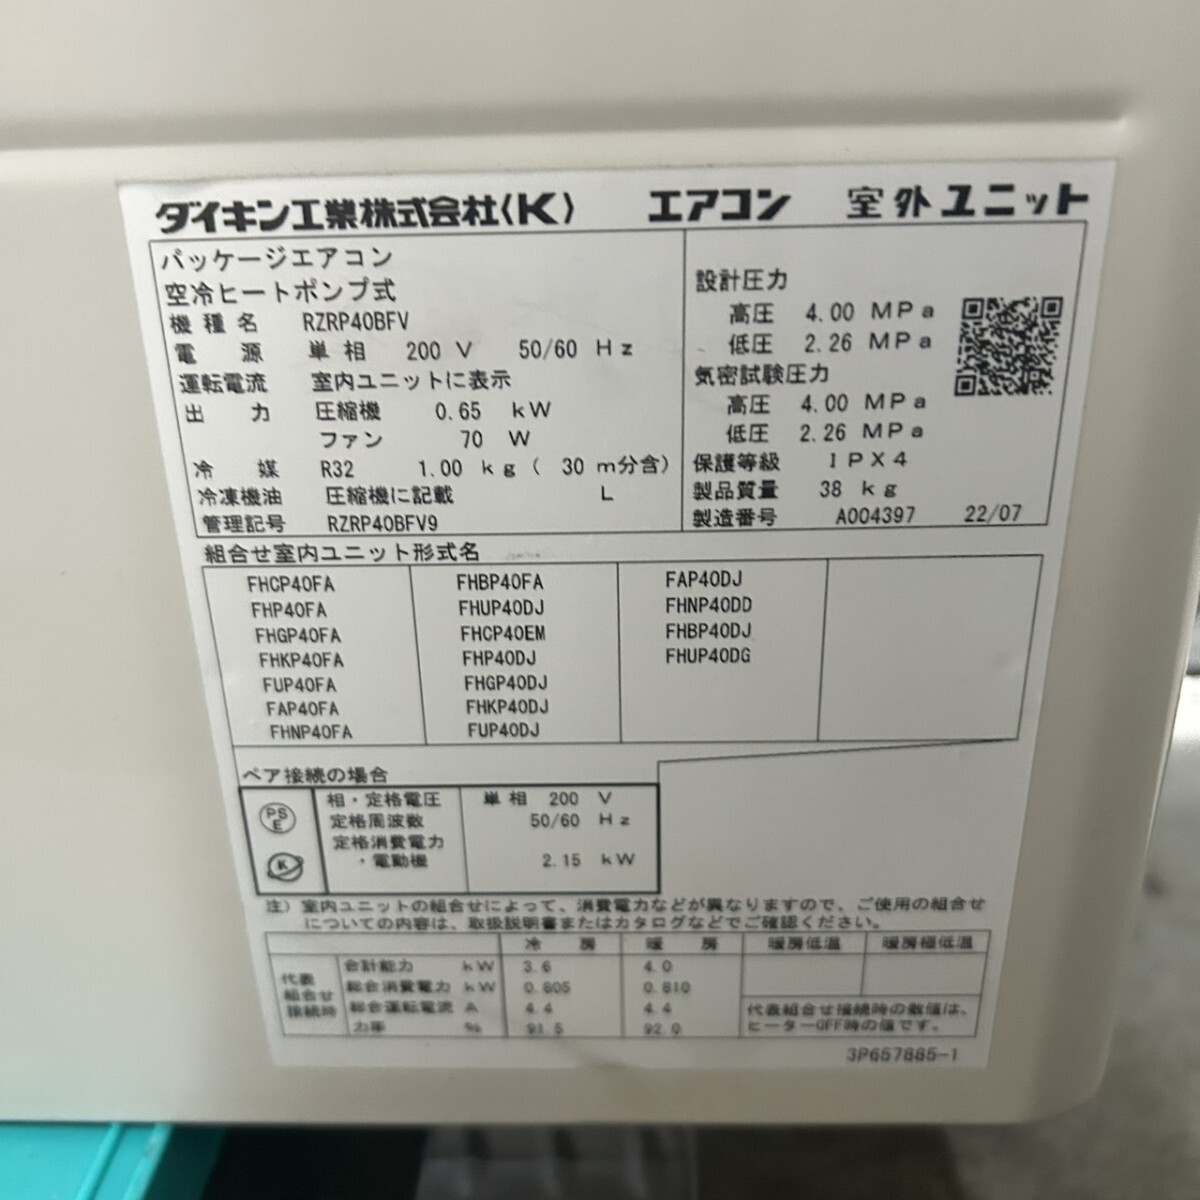 ダイキン工業株式会社〈K〉 エアコン 室外ユニット
パッケージエアコン
空冷ヒートポンプ式
機種名 RZRP40BFV
電源 単相 200 V 50/60 Hz
運転電流 室内ユニットに表示
出力 圧縮機 0.65 kW
ファン 70 W
冷媒 R32 1.00 kg ( 30 m分含)
冷凍機油 圧縮機に記載 L
管理記号 RZRP40BFV9
設計圧力
高圧 4.00 MPa
低圧 2.26 MPa
気密試験圧力
高圧 4.00 MPa
低圧 2.26 MPa
保護等級 IPX4
製品質量 38 kg
製造番号 A004397 22/07
組合せ室内ユニット形式名
FHCP40FA FHBP40FA FAP40DJ
FHP40FA FHUP40DJ FHNP40DD
FHGP40FA FHCP40EM FHBP40DJ
FHKP40FA FHP40DJ FHUP40DG
FUP40FA FHGP40DJ
FAP40FA FHKP40DJ
FHNP40FA FUP40DJ
ペア接続の場合
PSE
K
相・定格電圧 単相 200 V
定格周波数 50/60 Hz
定格消費電力
・電動機 2.15 kW
注) 室内ユニットの組合せによって、消費電力などが異なりますので、ご使用の組合せ
についての内容は、取扱説明書またはカタログなどでご確認ください。
冷房 暖房 暖房低温 暖房極低温
代表
組合せ
接続時
合計能力 kW 3.6 4.0
総合消費電力 kW 0.805 0.810
総合運転電流 A 4.4 4.4
力率 % 91.5 92.0
代表組合せ接続時の数値は、
ヒーターOFF時の値です。
3P657885-1